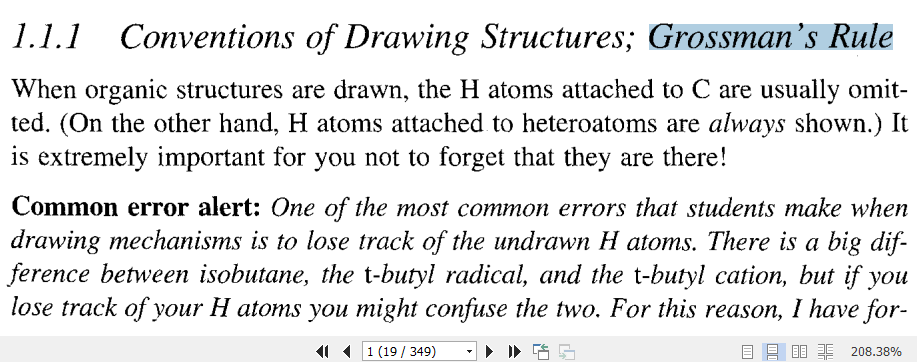 1.1.1 Conventions of Drawing Structures; Grossman's Rule
When organic structures are drawn, the H atoms attached to C are usually omit-
ted. (On the other hand, H atoms attached to heteroatoms are always shown.) It
is extremely important for you not to forget that they are there!
Common error alert: One of the most common errors that students make when
drawing mechanisms is to lose track of the undrawn H atoms. There is a big dif-
ference between isobutane, the t-butyl radical, and the t-butyl cation, but if you
lose track of your H atoms you might confuse the two. For this reason, I have for-
1 (19 / 349)
208.38%